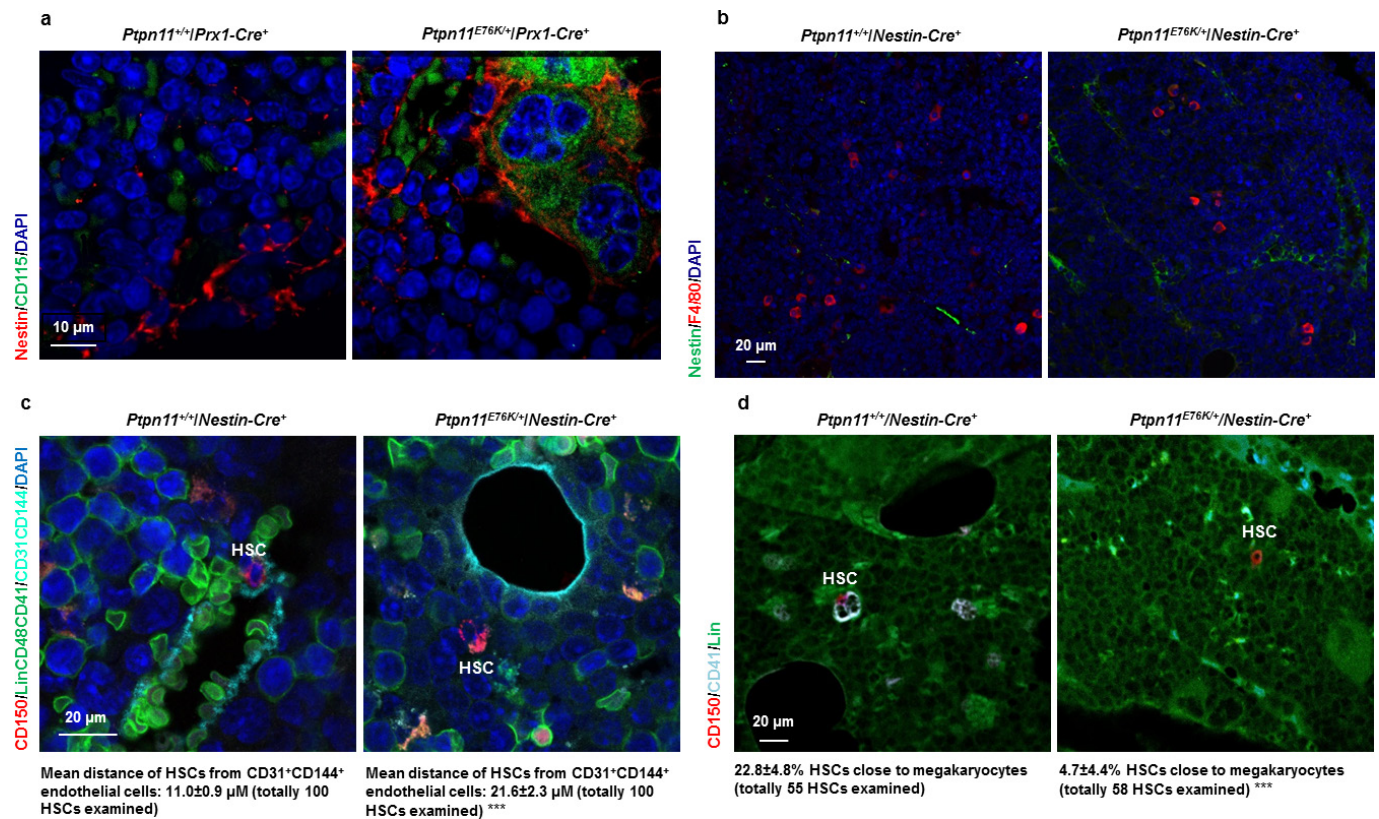 a
Ptpn11+/+/Prx1-Cre+
Ptpn11E76K/+/Prx1-Cre+
Nestin/CD115/DAPI
10 µm
b
Ptpn11+/+/Nestin-Cre+
Ptpn11E76K/+/Nestin-Cre+
Nestin/F4/80/DAPI
20 µm
c
Ptpn11+/+/Nestin-Cre+
Ptpn11E76K/+/Nestin-Cre+
CD150/LinCD48CD41/CD31CD144/DAPI
HSC
HSC
20 µm
Mean distance of HSCs from CD31+CD144+
endothelial cells: 11.0±0.9 µM (totally 100
HSCs examined)
Mean distance of HSCs from CD31+CD144+
endothelial cells: 21.6±2.3 µM (totally 100
HSCs examined) ***
d
Ptpn11+/+/Nestin-Cre+
Ptpn11E76K/+/Nestin-Cre+
CD150/CD41/Lin
HSC
HSC
20 µm
22.8±4.8% HSCs close to megakaryocytes
(totally 55 HSCs examined)
4.7±4.4% HSCs close to megakaryocytes
(totally 58 HSCs examined) ***